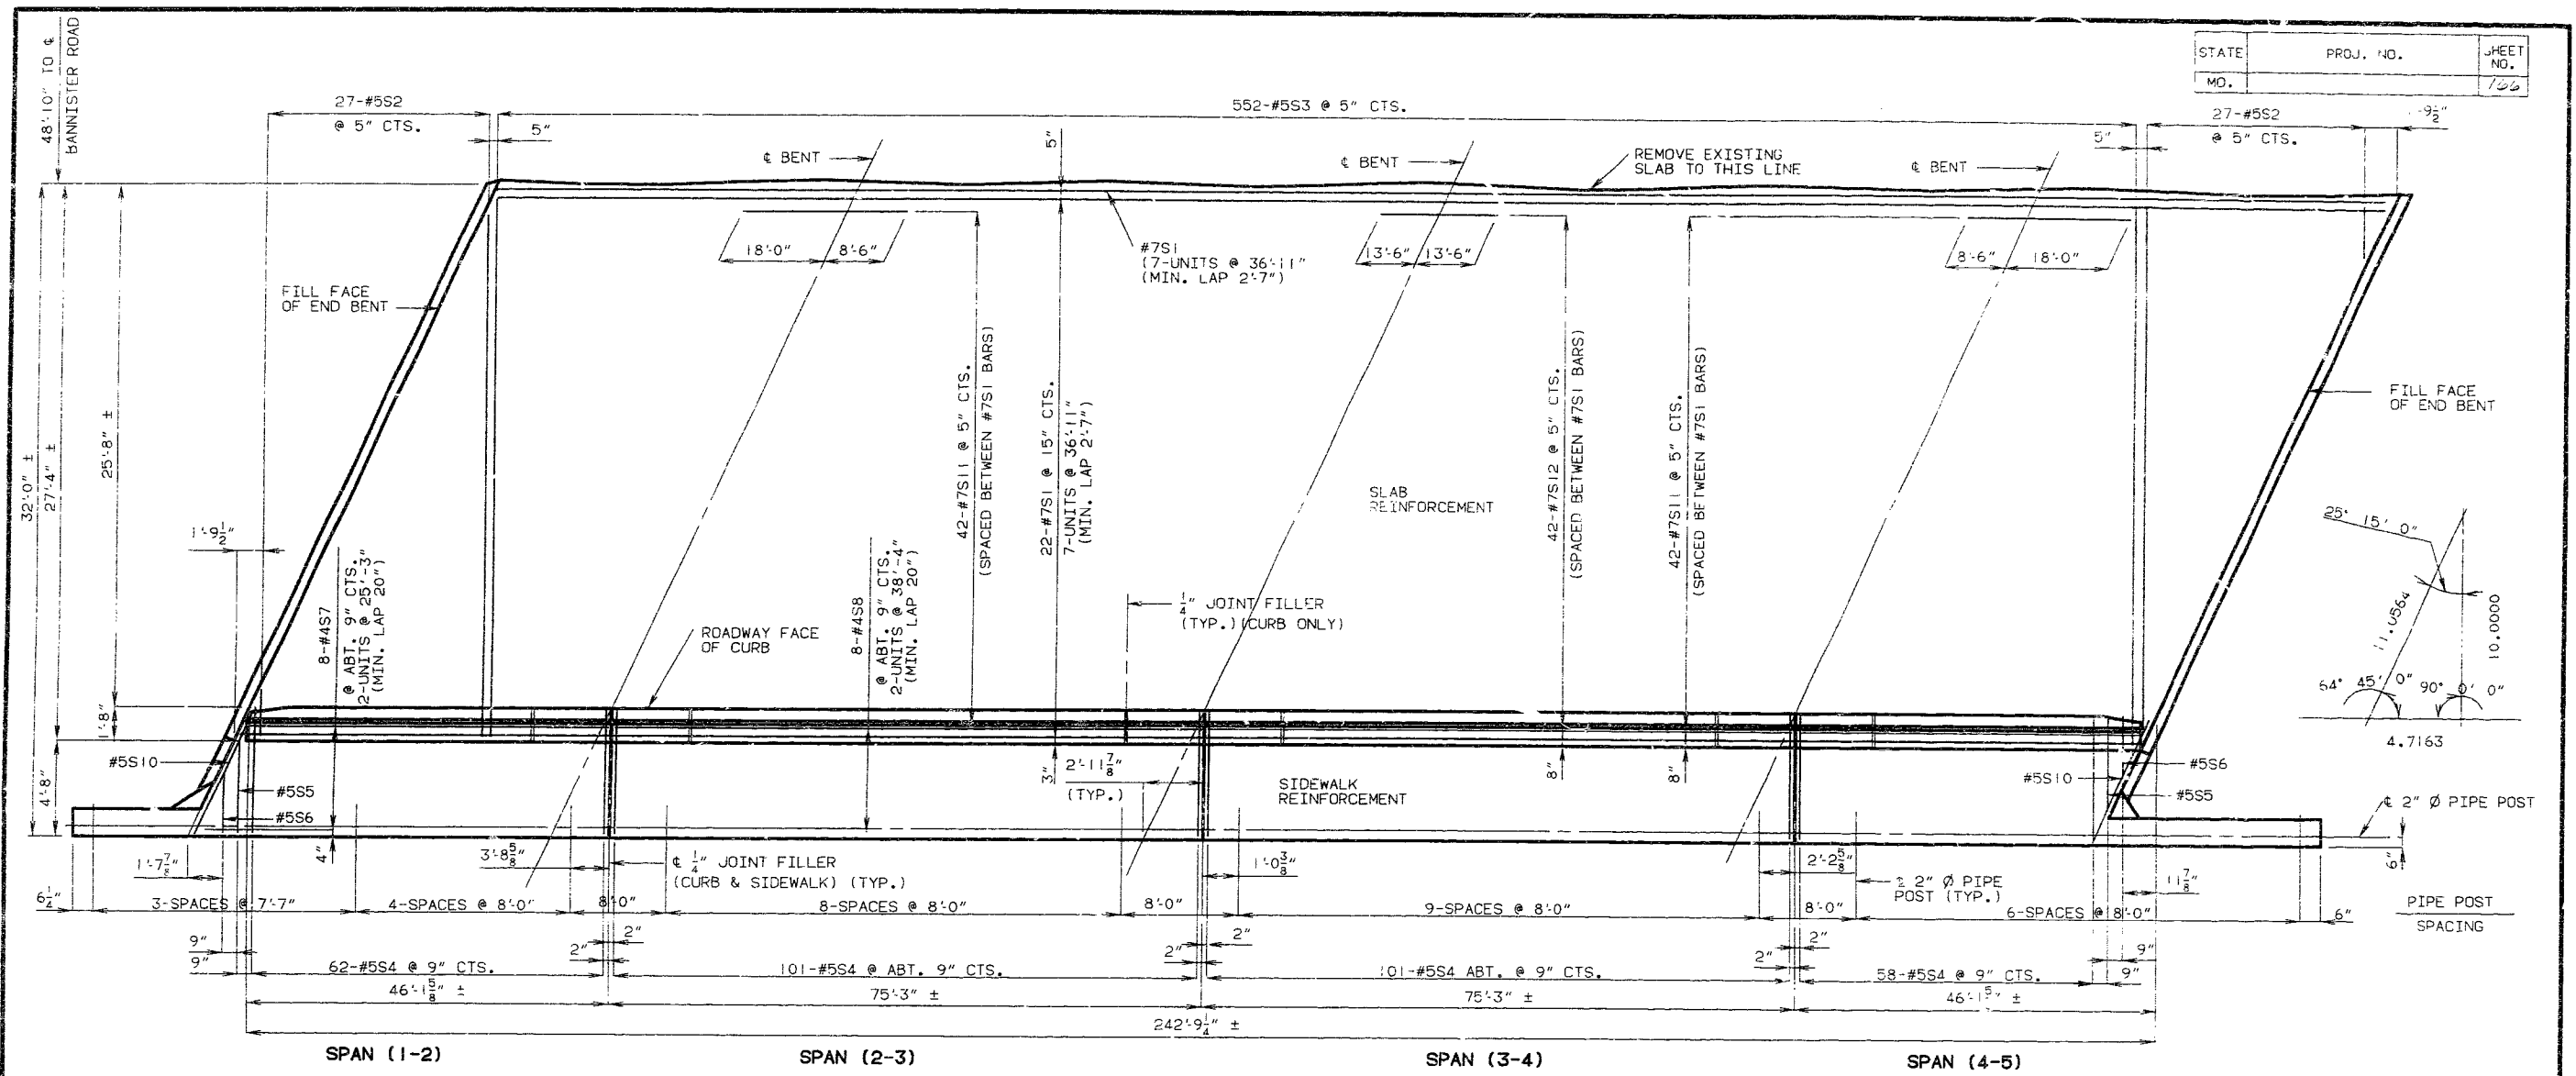 STATE PROJ. NO. SHEET NO.
MO. 166
48'-10" TO ℄
BANNISTER ROAD
27-#5S2
@ 5" CTS.
5"
552-#5S3 @ 5" CTS.
5"
27-#5S2
@ 5" CTS.
5"
℄ BENT
℄ BENT
REMOVE EXISTING
SLAB TO THIS LINE
℄ BENT
18'-0" 8'-6"
#7S1
(7-UNITS @ 36'-11"
(MIN. LAP 2'-7")
13'-6" 13'-6"
8'-6" 18'-0"
FILL FACE
OF END BENT
32'-0" ±
27'-4" ±
25'-8" ±
1'-8"
4'-8"
1'-9½"
8-#4S7
@ ABT. 9" CTS.
2-UNITS @ 25'-3"
(MIN. LAP 20")
ROADWAY FACE
OF CURB
8-#4S8
@ ABT. 9" CTS.
2-UNITS @ 38'-4"
(MIN. LAP 20")
42-#7S11 @ 5" CTS.
(SPACED BETWEEN #7S1 BARS)
22-#7S1 @ 15" CTS.
7-UNITS @ 36'-11"
(MIN. LAP 2'-7")
¼" JOINT FILLER
(TYP.) (CURB ONLY)
SLAB
REINFORCEMENT
42-#7S12 @ 5" CTS.
(SPACED BETWEEN #7S1 BARS)
42-#7S11 @ 5" CTS.
(SPACED BETWEEN #7S1 BARS)
FILL FACE
OF END BENT
25° 15' 0"
11.0564
10.0000
64° 45' 0" 90° 0' 0"
4.7163
#5S10
#5S5
#5S6
4"
3"
2'-11⅞"
(TYP.)
SIDEWALK
REINFORCEMENT
8"
8"
#5S10
#5S6
#5S5
℄ 2" Ø PIPE POST
6"
1'-7⅞"
3'-8⅝"
℄ ¼" JOINT FILLER
(CURB & SIDEWALK) (TYP.)
1'-0⅜"
2'-2⅝"
℄ 2" Ø PIPE
POST (TYP.)
11⅞"
6¼" 3-SPACES @ 7'-7" 4-SPACES @ 8'-0" 8'-0" 8-SPACES @ 8'-0" 8'-0" 9-SPACES @ 8'-0" 8'-0" 6-SPACES @ 8'-0" 6"
PIPE POST
SPACING
9" 2" 2" 2" 9"
9" 62-#5S4 @ 9" CTS. 2" 101-#5S4 @ ABT. 9" CTS. 2" 101-#5S4 ABT. @ 9" CTS. 2" 58-#5S4 @ 9" CTS. 9"
46'-1⅝" ± 75'-3" ± 75'-3" ± 46'-1⅝" ±
242'-9¼" ±
SPAN (1-2) SPAN (2-3) SPAN (3-4) SPAN (4-5)